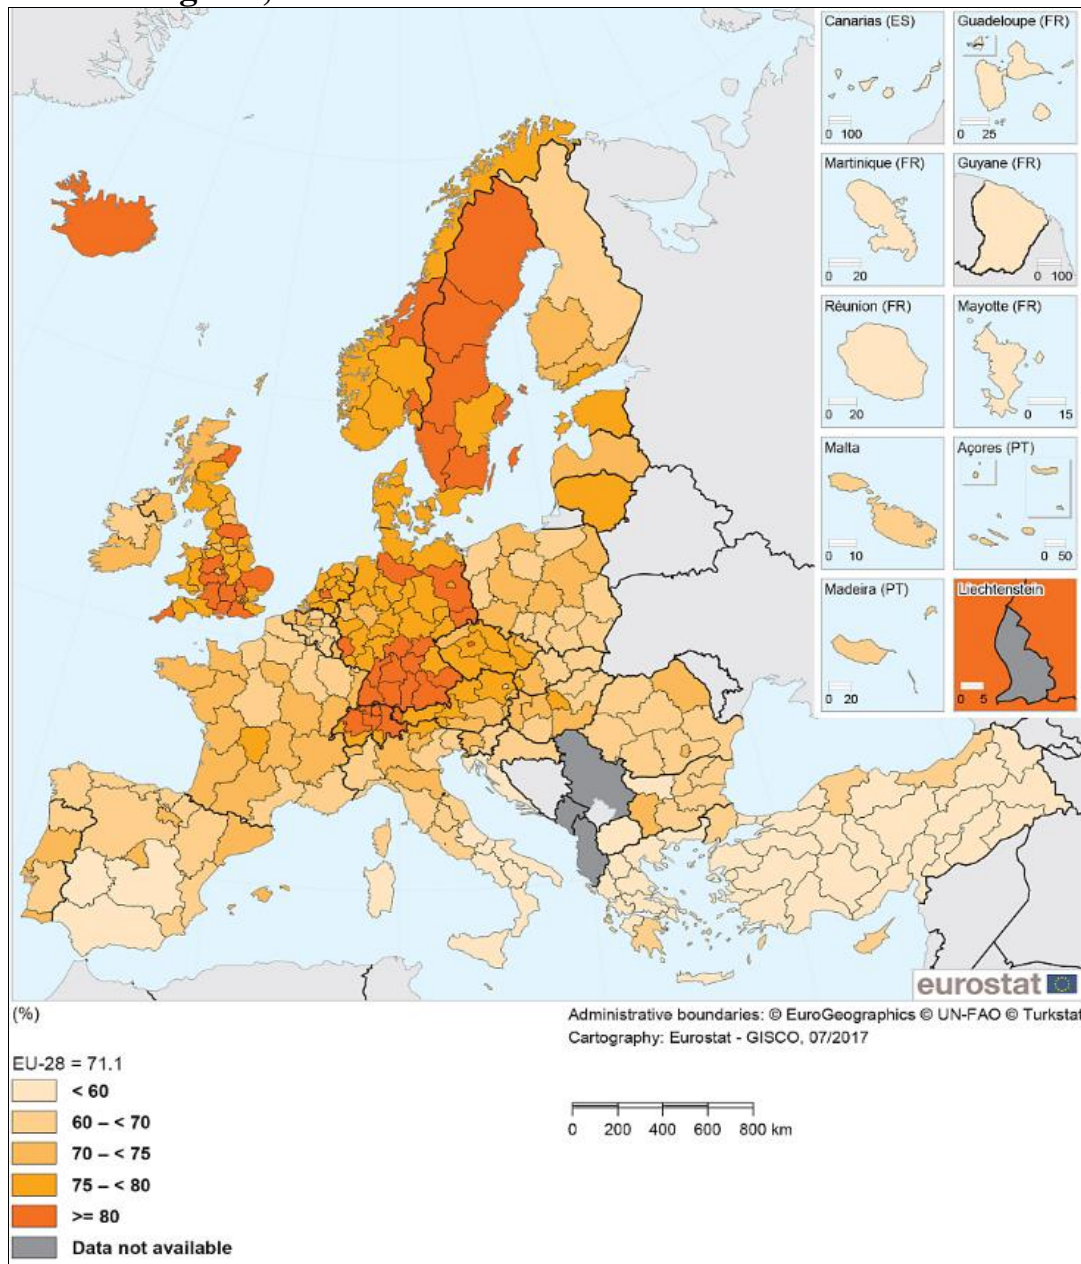 Canarias (ES)
0 100
Guadeloupe (FR)
0 25
Martinique (FR)
0 20
Guyane (FR)
0 100
Réunion (FR)
0 20
Mayotte (FR)
0 15
Malta
0 10
Açores (PT)
0 50
Madeira (PT)
0 20
Liechtenstein
0 5
eurostat
(%)
Administrative boundaries: © EuroGeographics © UN-FAO © Turkstat
Cartography: Eurostat - GISCO, 07/2017
EU-28 = 71.1
< 60
60 – < 70
70 – < 75
75 – < 80
>= 80
Data not available
0 200 400 600 800 km